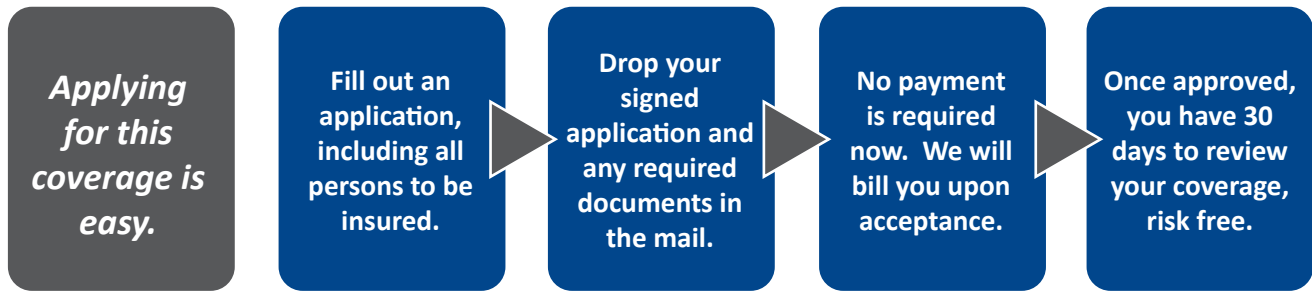 Applying
for this
coverage is
easy.
Fill out an
application,
including all
persons to be
insured.
Drop your
signed
application and
any required
documents in
the mail.
No payment
is required
now.  We will
bill you upon
acceptance.
Once approved,
you have 30
days to review
your coverage,
risk free.